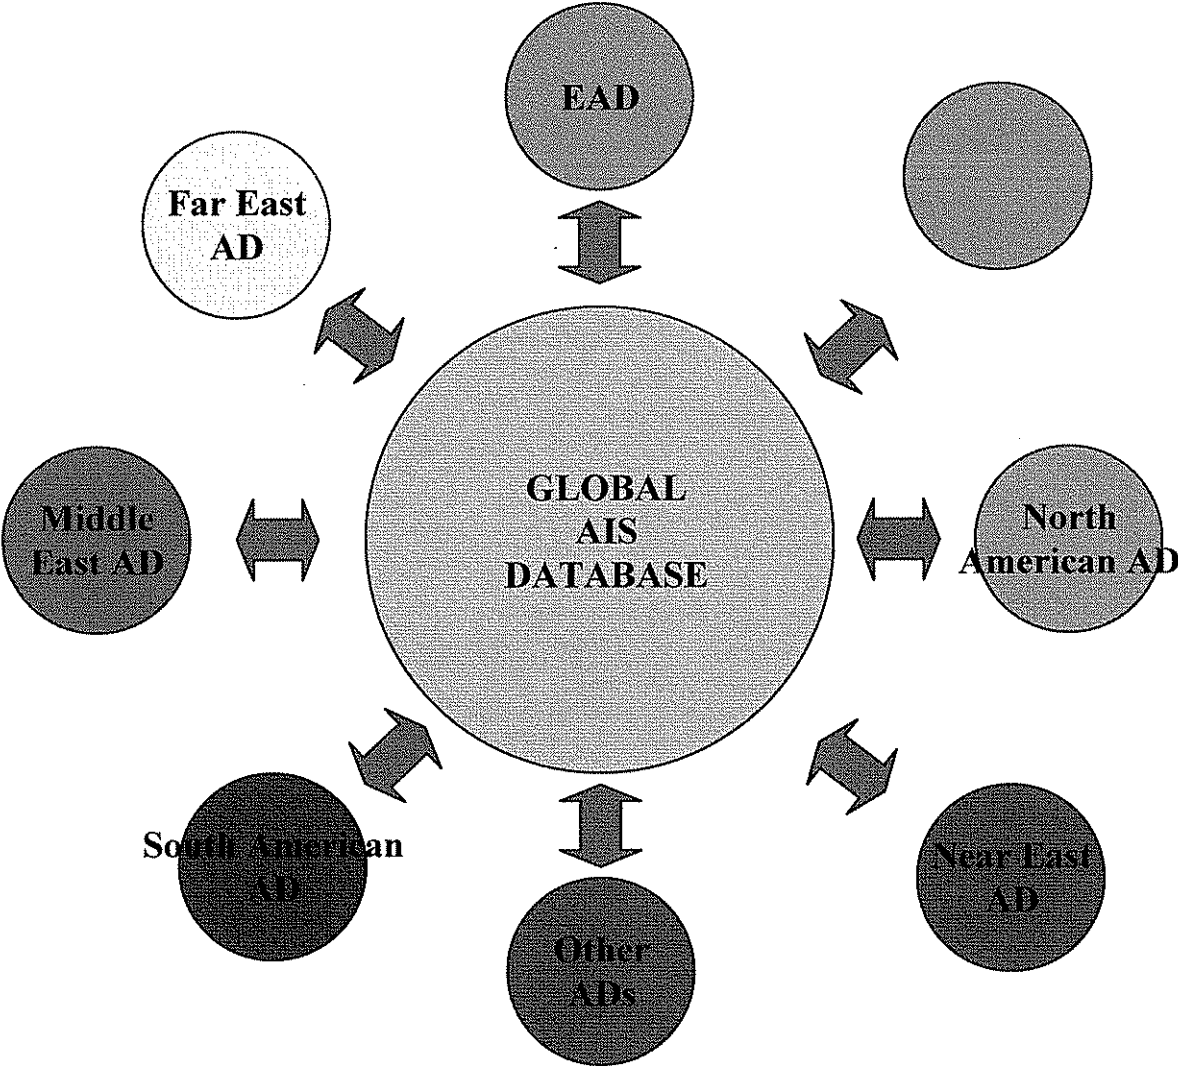 EAD
Far East
AD
GLOBAL
AIS
DATABASE
Middle
East AD
North
American AD
South American
AD
Near East
AD
Other
ADs